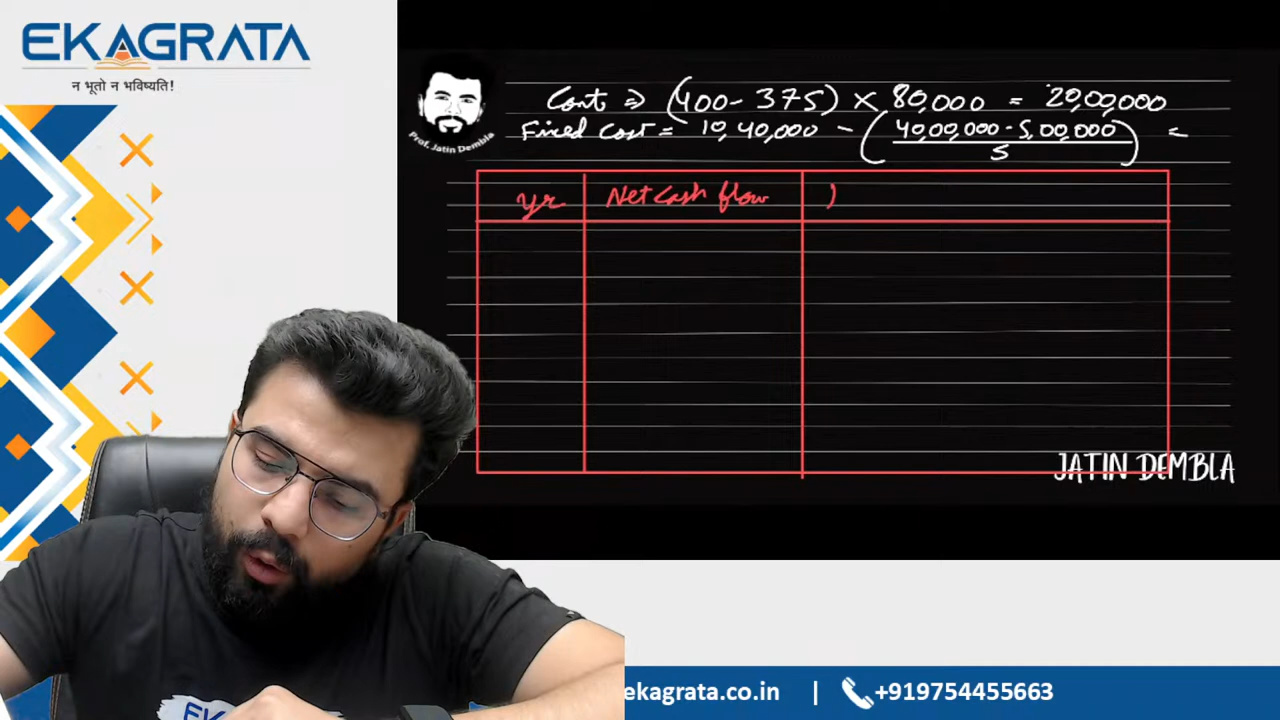 EKAGRATA
न भूतो न भविष्यति!
Prof. Jatin Dembla
Cont ⇒ (400 - 375) × 80,000 = 20,00,000
Fixed Cost = 10,40,000 - (40,00,000 - 5,00,000 / 5) =
yr Net Cash flow )
JATIN DEMBLA
EK
ekagrata.co.in | +919754455663